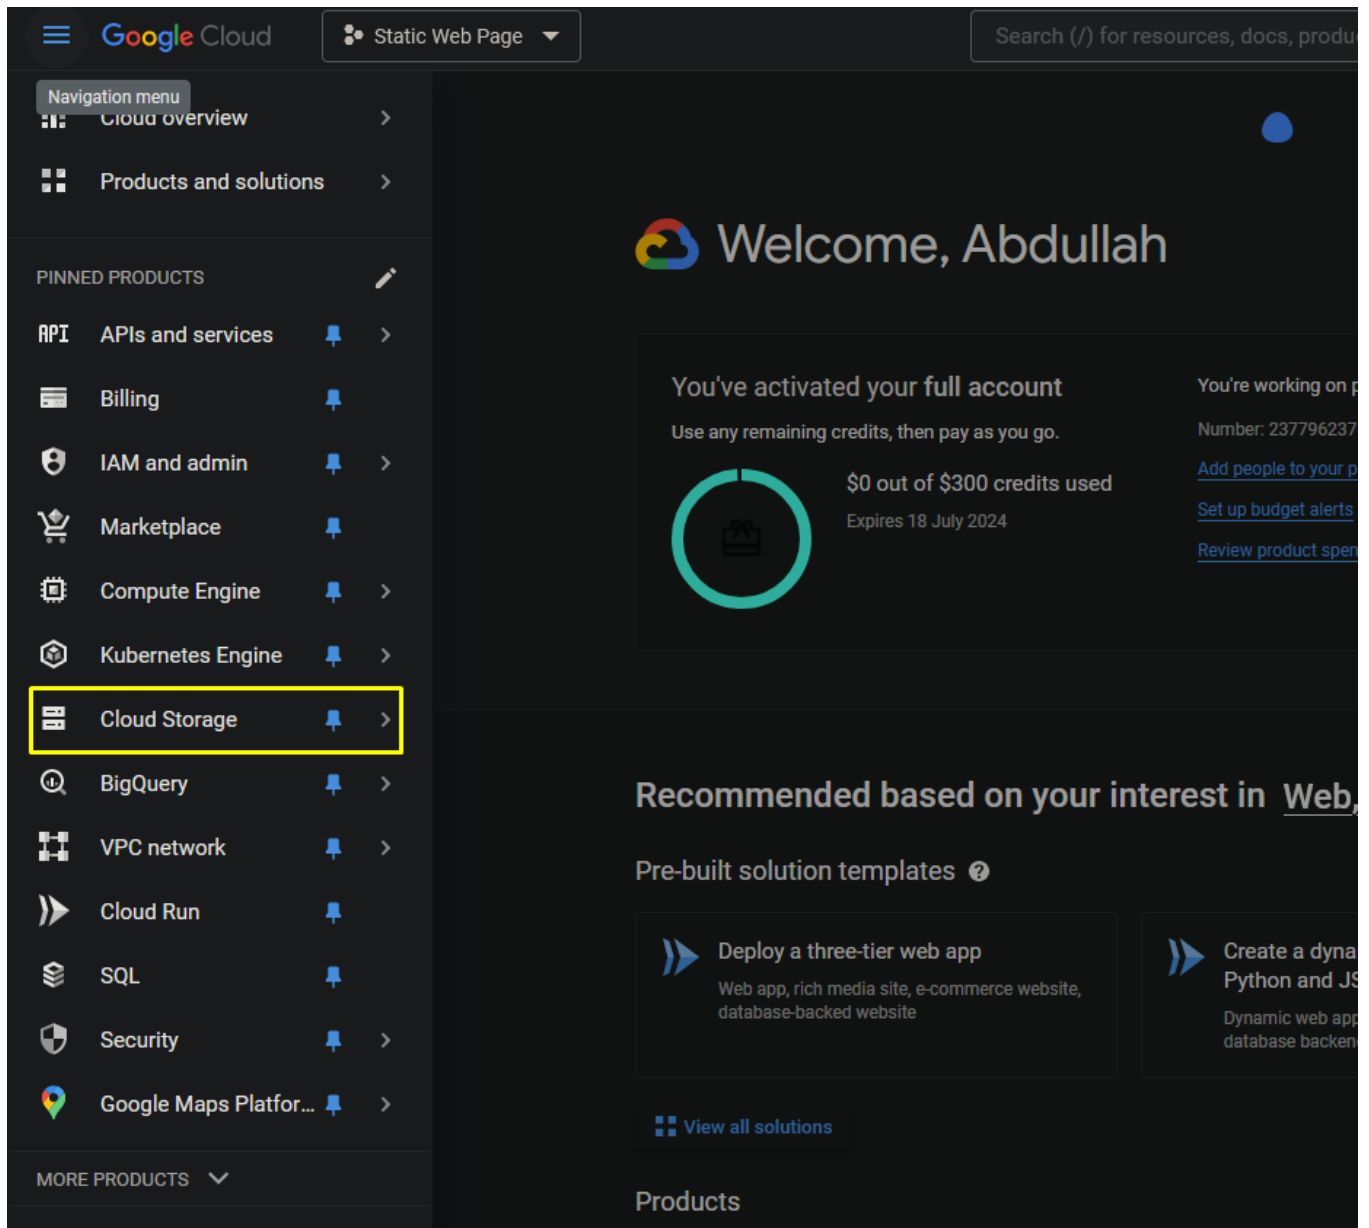 Google Cloud
Static Web Page
Search (/) for resources, docs, produ
Navigation menu
Cloud overview
Products and solutions
PINNED PRODUCTS
API APIs and services
Billing
IAM and admin
Marketplace
Compute Engine
Kubernetes Engine
Cloud Storage
BigQuery
VPC network
Cloud Run
SQL
Security
Google Maps Platfor...
MORE PRODUCTS
Welcome, Abdullah
You've activated your full account
Use any remaining credits, then pay as you go.
$0 out of $300 credits used
Expires 18 July 2024
You're working on p
Number: 237796237
Add people to your p
Set up budget alerts
Review product spen
Recommended based on your interest in Web,
Pre-built solution templates
Deploy a three-tier web app
Web app, rich media site, e-commerce website,
database-backed website
Create a dyna
Python and JS
Dynamic web app
database backen
View all solutions
Products